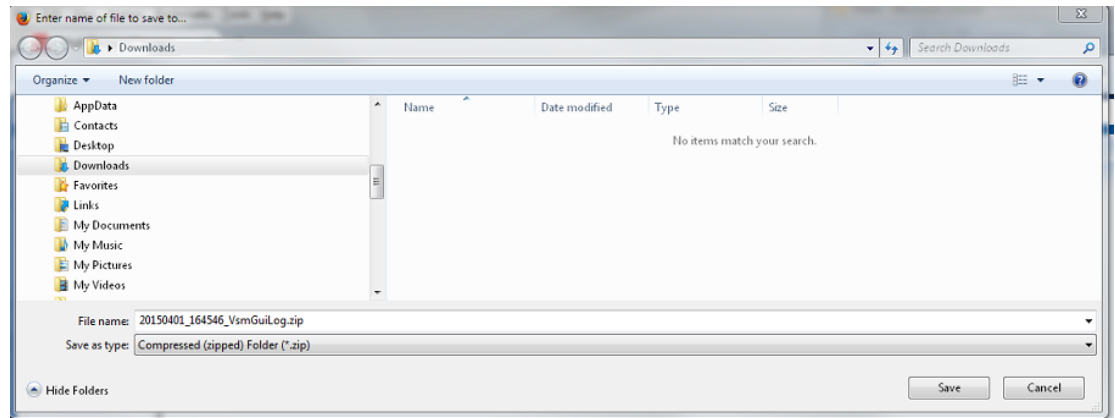 Enter name of file to save to...
Downloads
Search Downloads
Organize
New folder
AppData
Contacts
Desktop
Downloads
Favorites
Links
My Documents
My Music
My Pictures
My Videos
Name Date modified Type Size
No items match your search.
File name: 20150401_164546_VsmGuiLog.zip
Save as type: Compressed (zipped) Folder (*.zip)
Hide Folders
Save
Cancel